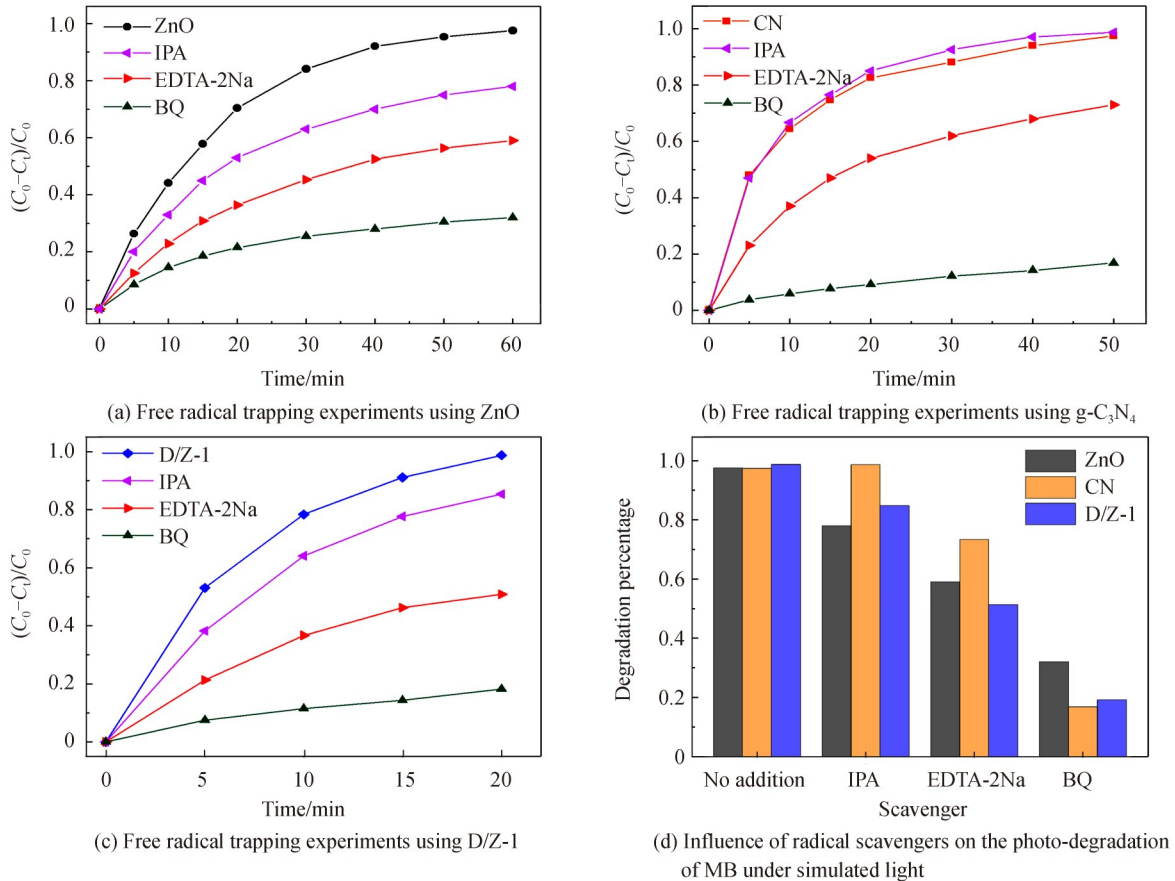 1.0
0.8
0.6
0.4
0.2
0
(C₀−Cₜ)/C₀
ZnO
IPA
EDTA-2Na
BQ
0 10 20 30 40 50 60
Time/min
(a) Free radical trapping experiments using ZnO
1.0
0.8
0.6
0.4
0.2
0
(C₀−Cₜ)/C₀
CN
IPA
EDTA-2Na
BQ
0 10 20 30 40 50
Time/min
(b) Free radical trapping experiments using g-C₃N₄
1.0
0.8
0.6
0.4
0.2
0
(C₀−Cₜ)/C₀
D/Z-1
IPA
EDTA-2Na
BQ
0 5 10 15 20
Time/min
(c) Free radical trapping experiments using D/Z-1
1.0
0.8
0.6
0.4
0.2
0
Degradation percentage
ZnO
CN
D/Z-1
No addition IPA EDTA-2Na BQ
Scavenger
(d) Influence of radical scavengers on the photo-degradation
of MB under simulated light